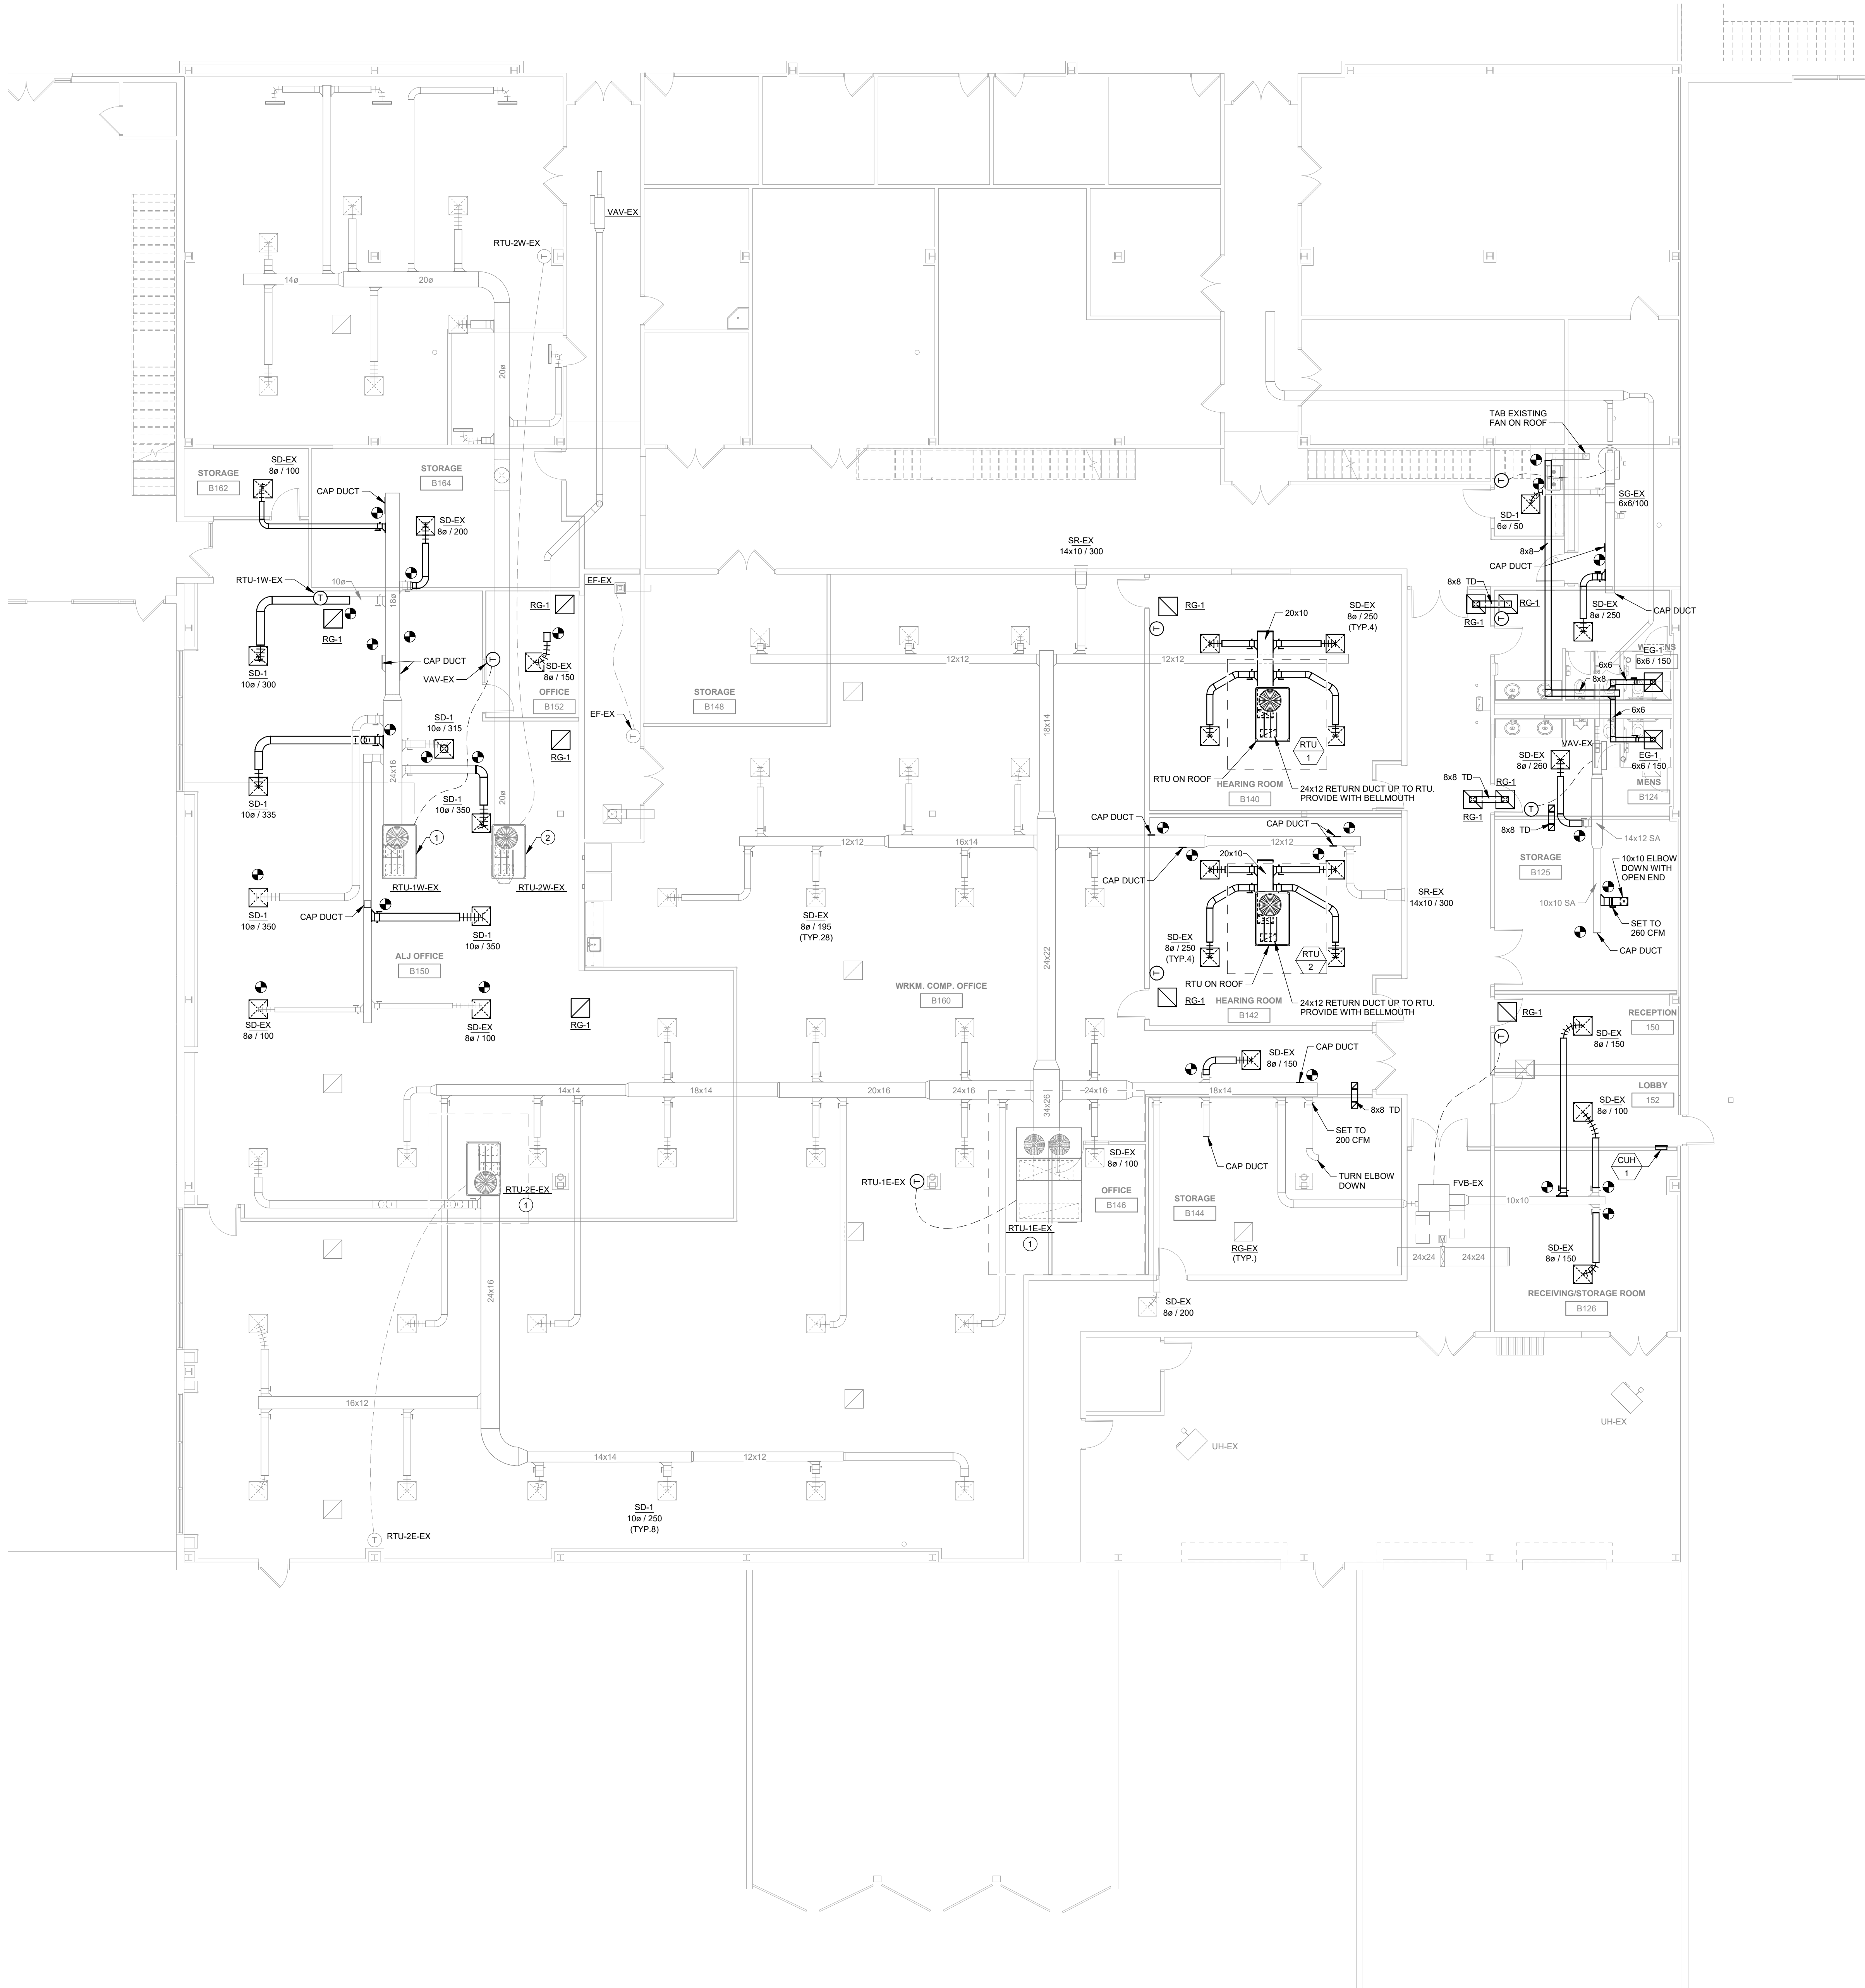 VAV-EX
RTU-2W-EX
14ø
20ø
20ø
TAB EXISTING
FAN ON ROOF
STORAGE
B162
SD-EX
8ø / 100
STORAGE
B164
CAP DUCT
SD-EX
8ø / 200
SG-EX
6x6/100
SD-1
6ø / 50
8x8
CAP DUCT
SR-EX
14x10 / 300
RTU-1W-EX
10ø
18ø
EF-EX
8x8 TD
RG-1
RG-1
SD-EX
8ø / 250
CAP DUCT
RG-1
RG-1
RG-1
SD-EX
8ø / 250
(TYP.4)
20x10
CAP DUCT
VAV-EX
SD-1
10ø / 300
SD-EX
8ø / 150
OFFICE
B152
STORAGE
B148
12x12
12x12
EG-1
6x6 / 150
6x6
8x8
6x6
SD-1
10ø / 315
EF-EX
18x14
RTU
1
RG-1
SD-1
10ø / 335
24x16
20ø
SD-1
10ø / 350
RTU ON ROOF
24x12 RETURN DUCT UP TO RTU.
PROVIDE WITH BELLMOUTH
HEARING ROOM
B140
VAV-EX
SD-EX
8ø / 260
EG-1
6x6 / 150
MENS
B124
8x8 TD
RG-1
RG-1
8x8 TD
14x12 SA
1
2
RTU-1W-EX
RTU-2W-EX
CAP DUCT
CAP DUCT
12x12
16x14
12x12
20x10
CAP DUCT
STORAGE
B125
10x10 ELBOW
DOWN WITH
OPEN END
10x10 SA
SET TO
260 CFM
CAP DUCT
SD-1
10ø / 350
CAP DUCT
SD-1
10ø / 350
SD-EX
8ø / 195
(TYP.28)
SR-EX
14x10 / 300
SD-EX
8ø / 250
(TYP.4)
RTU
2
ALJ OFFICE
B150
24x22
WRKM. COMP. OFFICE
B160
RTU ON ROOF
24x12 RETURN DUCT UP TO RTU.
PROVIDE WITH BELLMOUTH
RG-1
HEARING ROOM
B142
SD-EX
8ø / 100
SD-EX
8ø / 100
RG-1
RG-1
RECEPTION
150
SD-EX
8ø / 150
SD-EX
8ø / 150
CAP DUCT
14x14
18x14
20x16
24x16
24x16
18x14
34x26
8x8 TD
LOBBY
152
SD-EX
8ø / 100
SET TO
200 CFM
SD-EX
8ø / 100
CAP DUCT
TURN ELBOW
DOWN
CUH
1
RTU-1E-EX
RTU-2E-EX
1
OFFICE
B146
STORAGE
B144
FVB-EX
10x10
RTU-1E-EX
1
RG-EX
(TYP.)
M
24x24
24x24
SD-EX
8ø / 150
24x16
SD-EX
8ø / 200
RECEIVING/STORAGE ROOM
B126
16x12
UH-EX
UH-EX
14x14
12x12
SD-1
10ø / 250
(TYP.8)
RTU-2E-EX